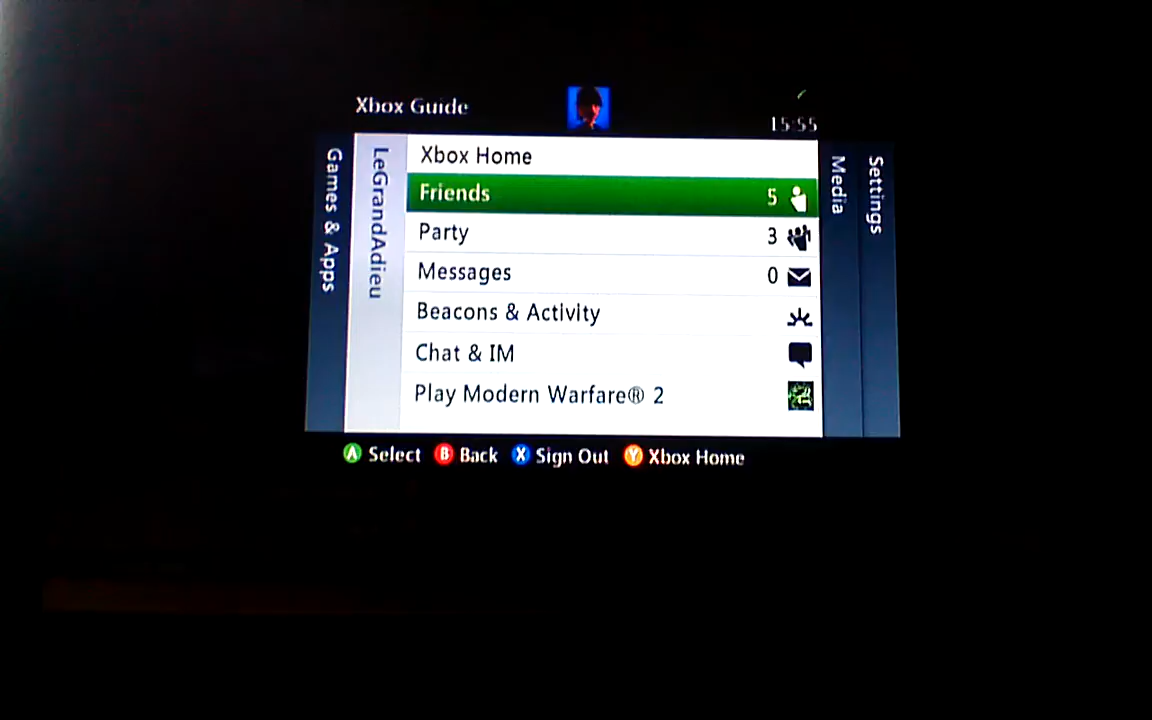 Xbox Guide
15:55
Games & Apps
LeGrandAdieu
Xbox Home
Friends 5
Party 3
Messages 0
Beacons & Activity
Chat & IM
Play Modern Warfare® 2
Media
Settings
A Select B Back X Sign Out Y Xbox Home